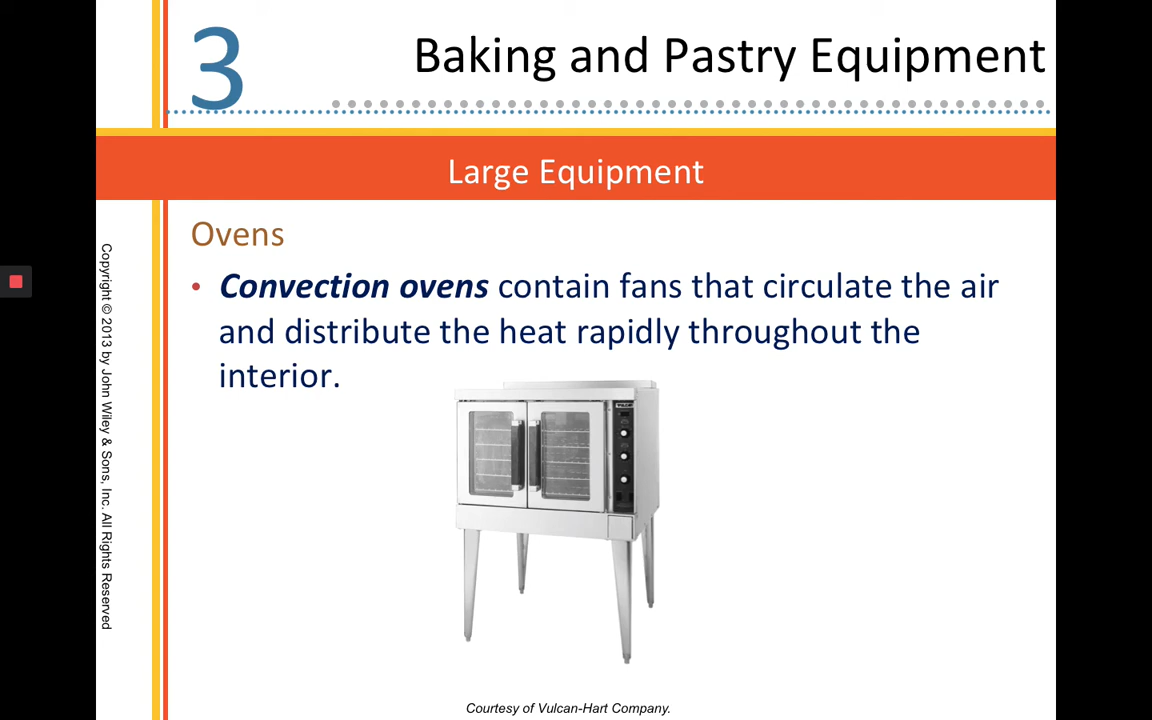 3
Baking and Pastry Equipment
Large Equipment
Ovens
• Convection ovens contain fans that circulate the air
and distribute the heat rapidly throughout the
interior.
Courtesy of Vulcan-Hart Company.
Copyright © 2013 by John Wiley & Sons, Inc. All Rights Reserved